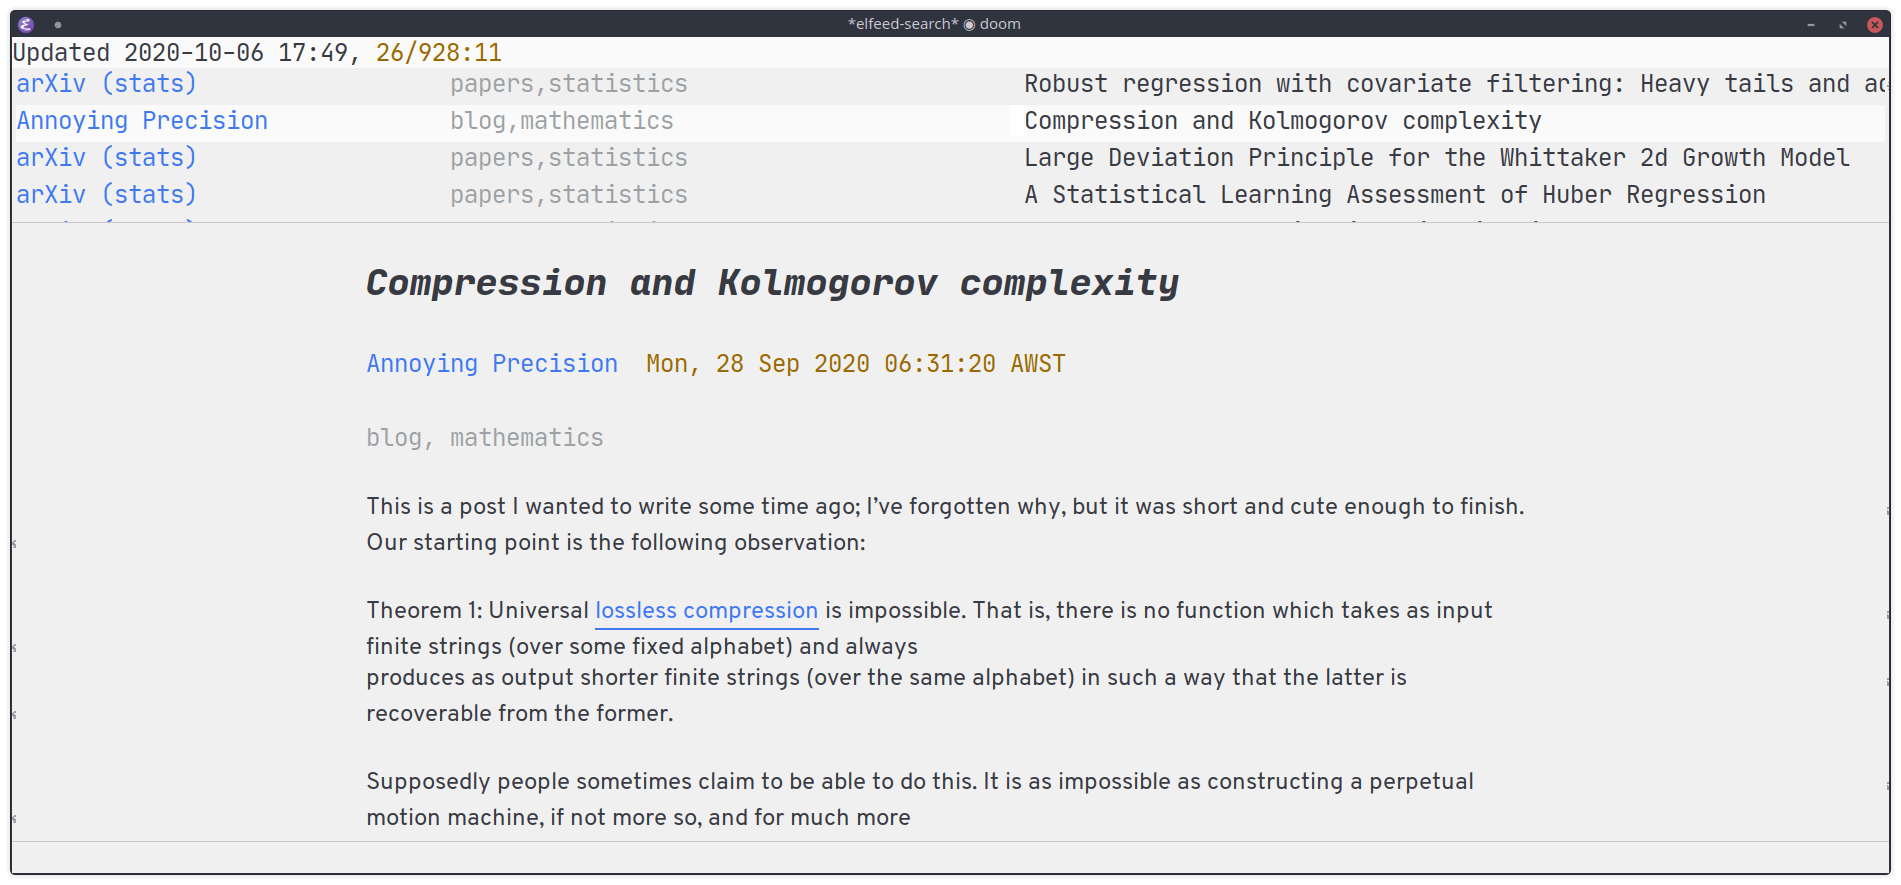 *elfeed-search* ◉ doom
Updated 2020-10-06 17:49, 26/928:11
arXiv (stats) papers,statistics Robust regression with covariate filtering: Heavy tails and
Annoying Precision blog,mathematics Compression and Kolmogorov complexity
arXiv (stats) papers,statistics Large Deviation Principle for the Whittaker 2d Growth Model
arXiv (stats) papers,statistics A Statistical Learning Assessment of Huber Regression
Compression and Kolmogorov complexity
Annoying Precision Mon, 28 Sep 2020 06:31:20 AWST
blog, mathematics
This is a post I wanted to write some time ago; I’ve forgotten why, but it was short and cute enough to finish.
Our starting point is the following observation:
Theorem 1: Universal lossless compression is impossible. That is, there is no function which takes as input
finite strings (over some fixed alphabet) and always
produces as output shorter finite strings (over the same alphabet) in such a way that the latter is
recoverable from the former.
Supposedly people sometimes claim to be able to do this. It is as impossible as constructing a perpetual
motion machine, if not more so, and for much more